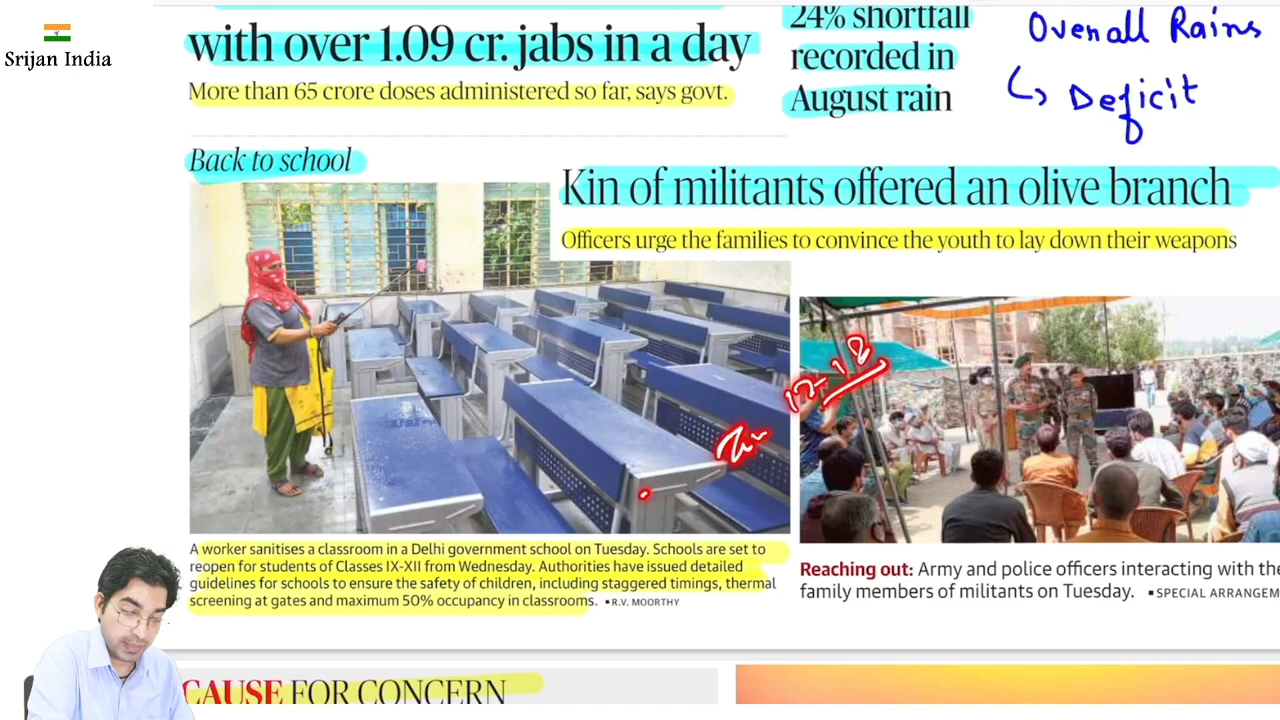 Srijan India
with over 1.09 cr. jabs in a day
More than 65 crore doses administered so far, says govt.
24% shortfall
recorded in
August rain
Overall Rains
↳ Deficit
Back to school
Kin of militants offered an olive branch
Officers urge the families to convince the youth to lay down their weapons
17-18
A worker sanitises a classroom in a Delhi government school on Tuesday. Schools are set to
reopen for students of Classes IX-XII from Wednesday. Authorities have issued detailed
guidelines for schools to ensure the safety of children, including staggered timings, thermal
screening at gates and maximum 50% occupancy in classrooms. ▪ R.V. MOORTHY
Reaching out: Army and police officers interacting with the
family members of militants on Tuesday. ▪ SPECIAL ARRANGEM
CAUSE FOR CONCERN